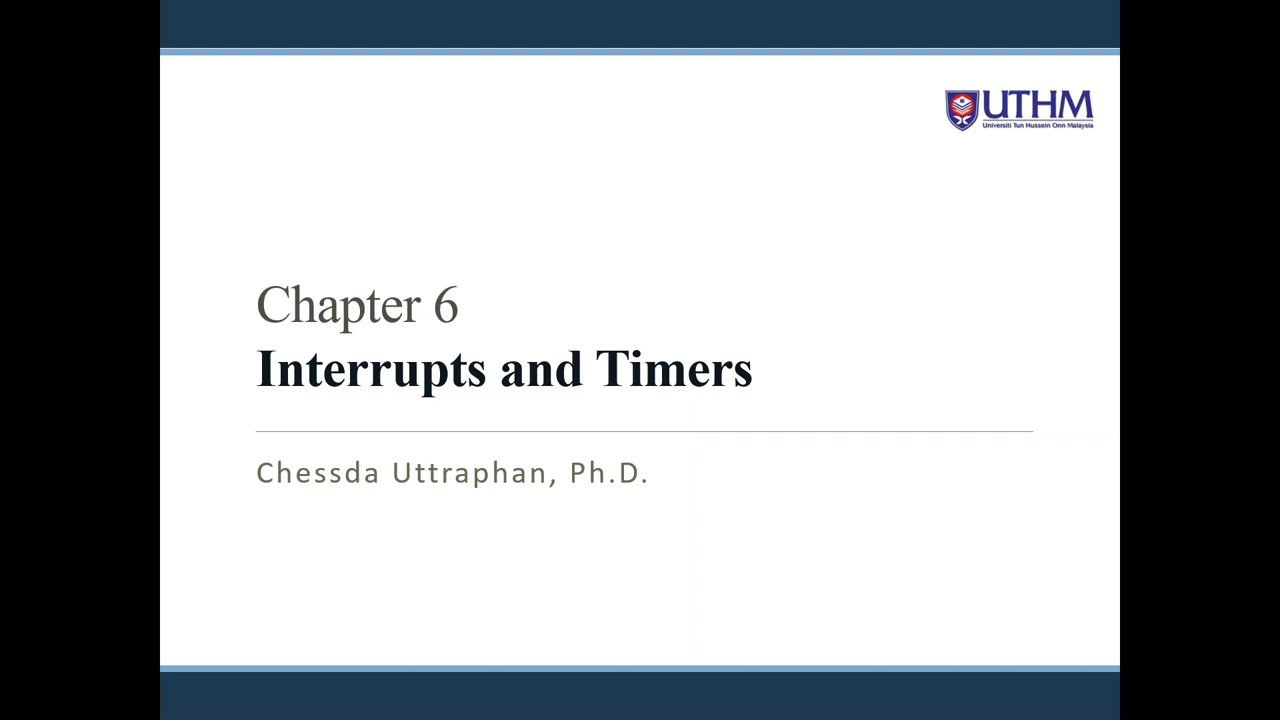 UTHM
Universiti Tun Hussein Onn Malaysia
Chapter 6
Interrupts and Timers
Chessda Uttraphan, Ph.D.